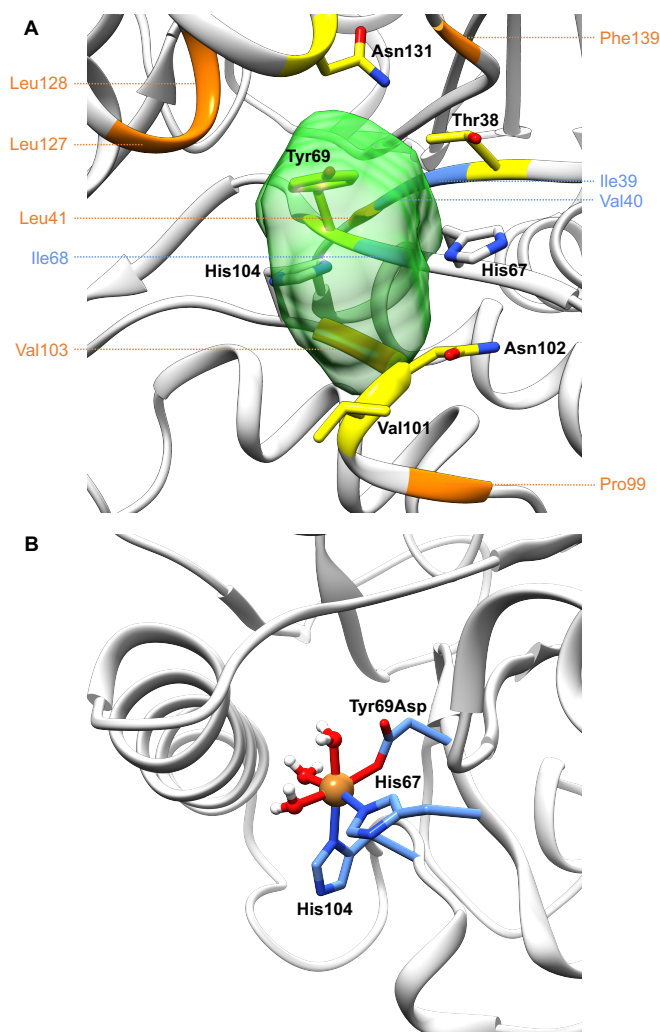 A
Asn131
Phe139
Leu128
Thr38
Leu127
Tyr69
Ile39
Val40
Leu41
Ile68
His104
His67
Val103
Asn102
Val101
Pro99
B
Tyr69Asp
His67
His104